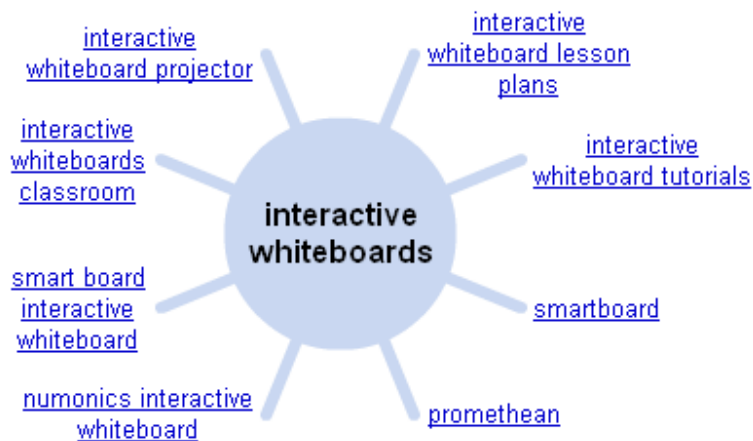 interactive
whiteboard projector
interactive
whiteboard lesson
plans
interactive
whiteboards
classroom
interactive
whiteboard tutorials
interactive
whiteboards
smart board
interactive
whiteboard
smartboard
numonics interactive
whiteboard
promethean